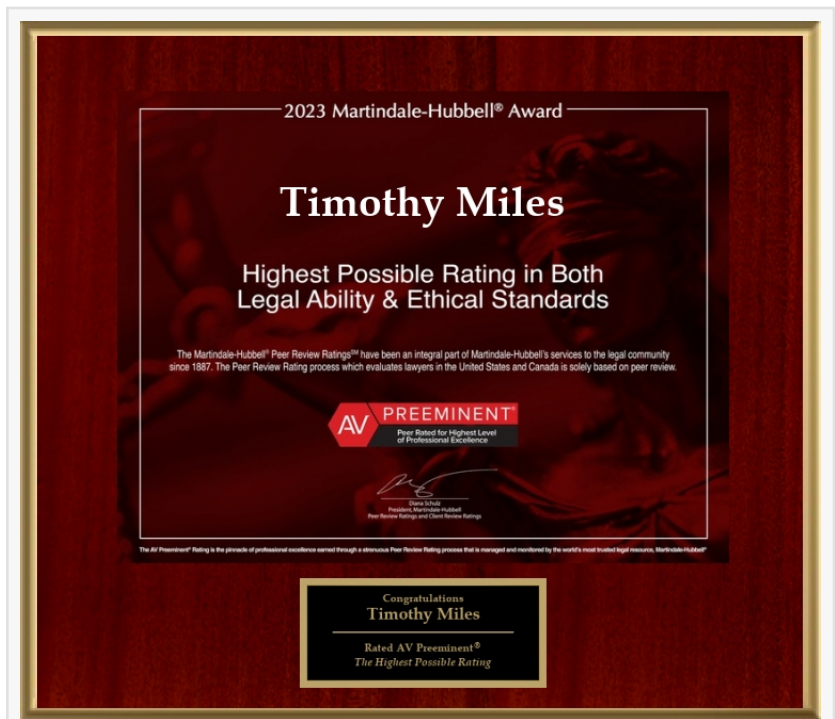 2023 Martindale-Hubbell® Award
Timothy Miles
Highest Possible Rating in Both
Legal Ability & Ethical Standards
The Martindale-Hubbell® Peer Review Ratings℠ have been an integral part of Martindale-Hubbell's services to the legal community
since 1887. The Peer Review Rating process which evaluates lawyers in the United States and Canada is solely based on peer review.
AV PREEMINENT®
Peer Rated for Highest Level
of Professional Excellence
Diana Schulz
President, Martindale-Hubbell
Peer Review Ratings and Client Review Ratings
The AV Preeminent® Rating is the pinnacle of professional excellence earned through a strenuous Peer Review Rating process that is managed and monitored by the world's most trusted legal resource, Martindale-Hubbell®
Congratulations
Timothy Miles
Rated AV Preeminent®
The Highest Possible Rating